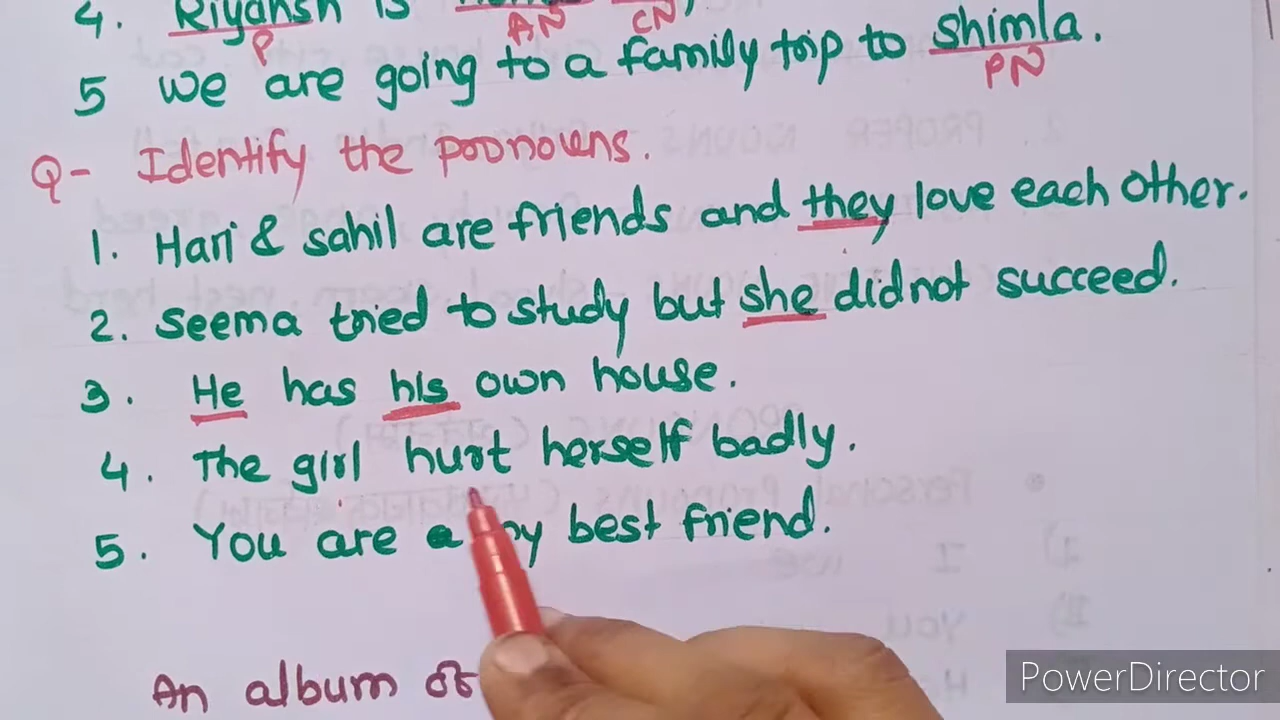 4. Riyansh is
P AN CN
5 We are going to a family trip to Shimla.
PN
Q- Identify the pronouns.
1. Hari & Sahil are friends and they love each other.
2. Seema tried to study but she did not succeed.
3. He has his own house.
4. The girl hurt herself badly.
5. You are my best friend.
An album of
PowerDirector